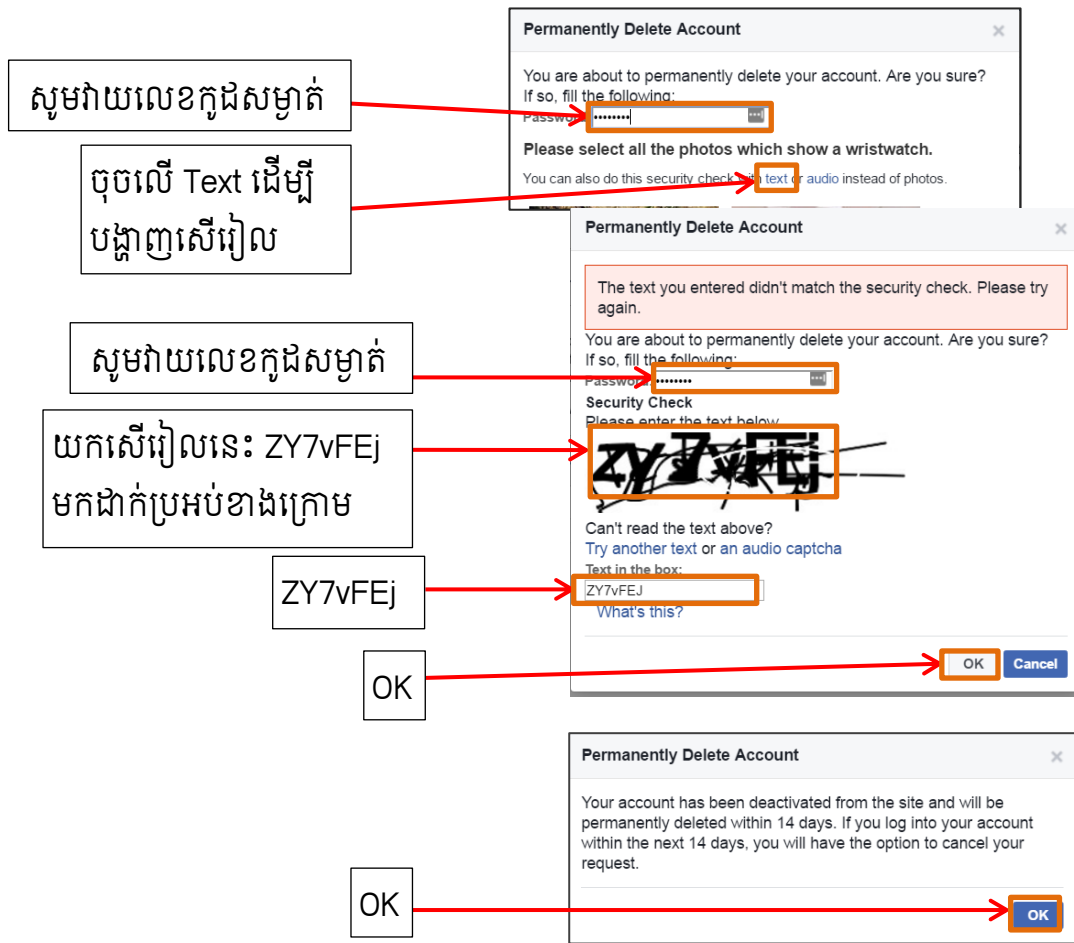 Permanently Delete Account
You are about to permanently delete your account. Are you sure?
If so, fill the following:
Password:
Please select all the photos which show a wristwatch.
You can also do this security check with text or audio instead of photos.
សូមវាយលេខកូដសម្ងាត់
ចុចលើ Text ដើម្បី
បង្ហាញសើរៀល
Permanently Delete Account
The text you entered didn't match the security check. Please try
again.
You are about to permanently delete your account. Are you sure?
If so, fill the following:
Password:
Security Check
Please enter the text below
ZY7vFEj
Can't read the text above?
Try another text or an audio captcha
Text in the box:
ZY7vFEJ
What's this?
OK Cancel
សូមវាយលេខកូដសម្ងាត់
យកសើរៀលនេះ ZY7vFEj
មកដាក់ប្រអប់ខាងក្រោម
ZY7vFEj
OK
Permanently Delete Account
Your account has been deactivated from the site and will be
permanently deleted within 14 days. If you log into your account
within the next 14 days, you will have the option to cancel your
request.
OK
OK